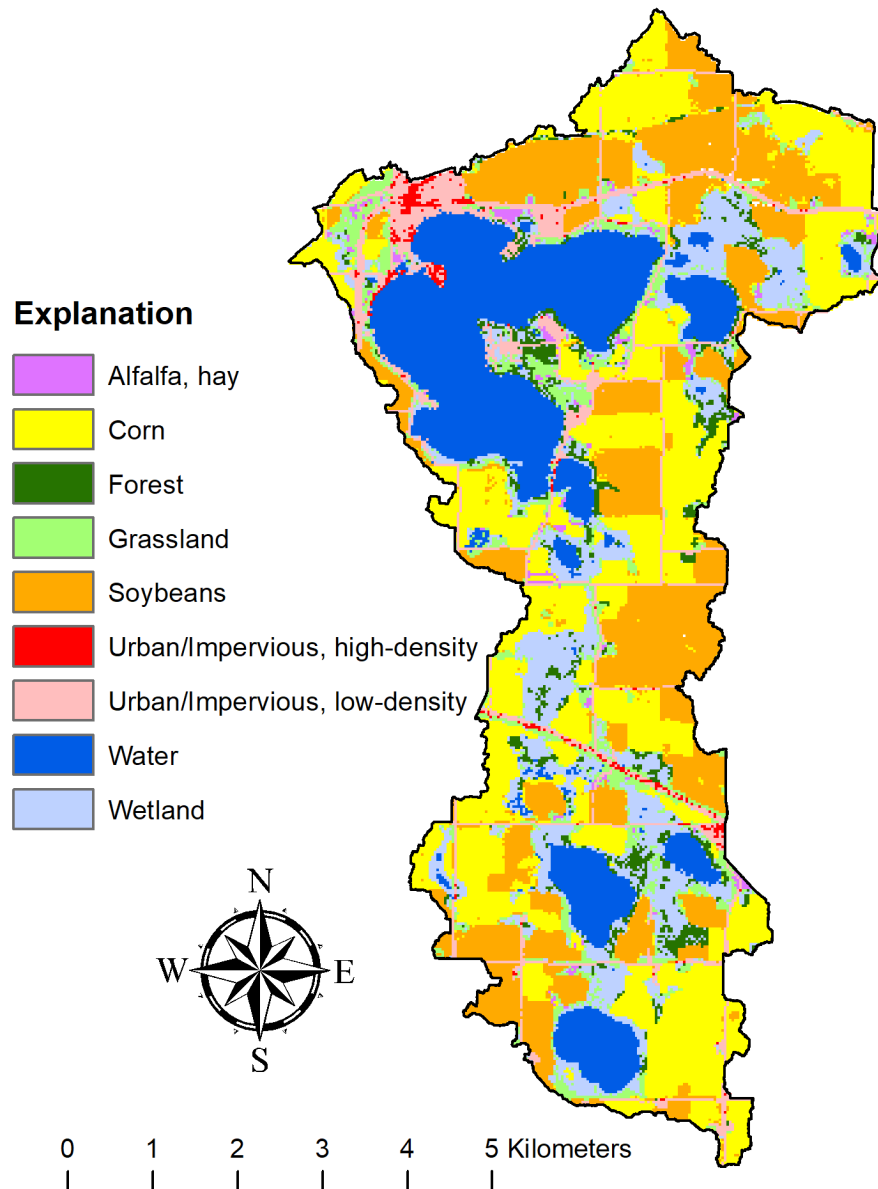 Explanation
Alfalfa, hay
Corn
Forest
Grassland
Soybeans
Urban/Impervious, high-density
Urban/Impervious, low-density
Water
Wetland
N
W E
S
0 1 2 3 4 5 Kilometers